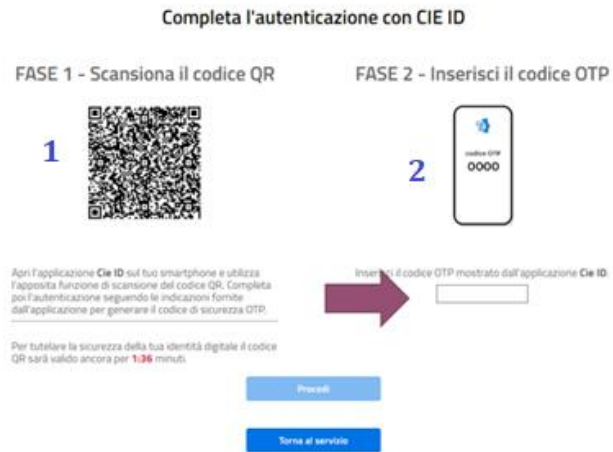 Completa l'autenticazione con CIE ID
FASE 1 - Scansiona il codice QR
1
Apri l'applicazione Cie ID sul tuo smartphone e utilizza
l'apposita funzione di scansione del codice QR. Completa
poi l'autenticazione seguendo le indicazioni fornite
dall'applicazione per generare il codice di sicurezza OTP.
Per tutelare la sicurezza della tua identità digitale il codice
QR sarà valido ancora per 1:36 minuti.
FASE 2 - Inserisci il codice OTP
2
codice OTP
0000
Inserisci il codice OTP mostrato dall'applicazione Cie ID.
Procedi
Torna al servizio